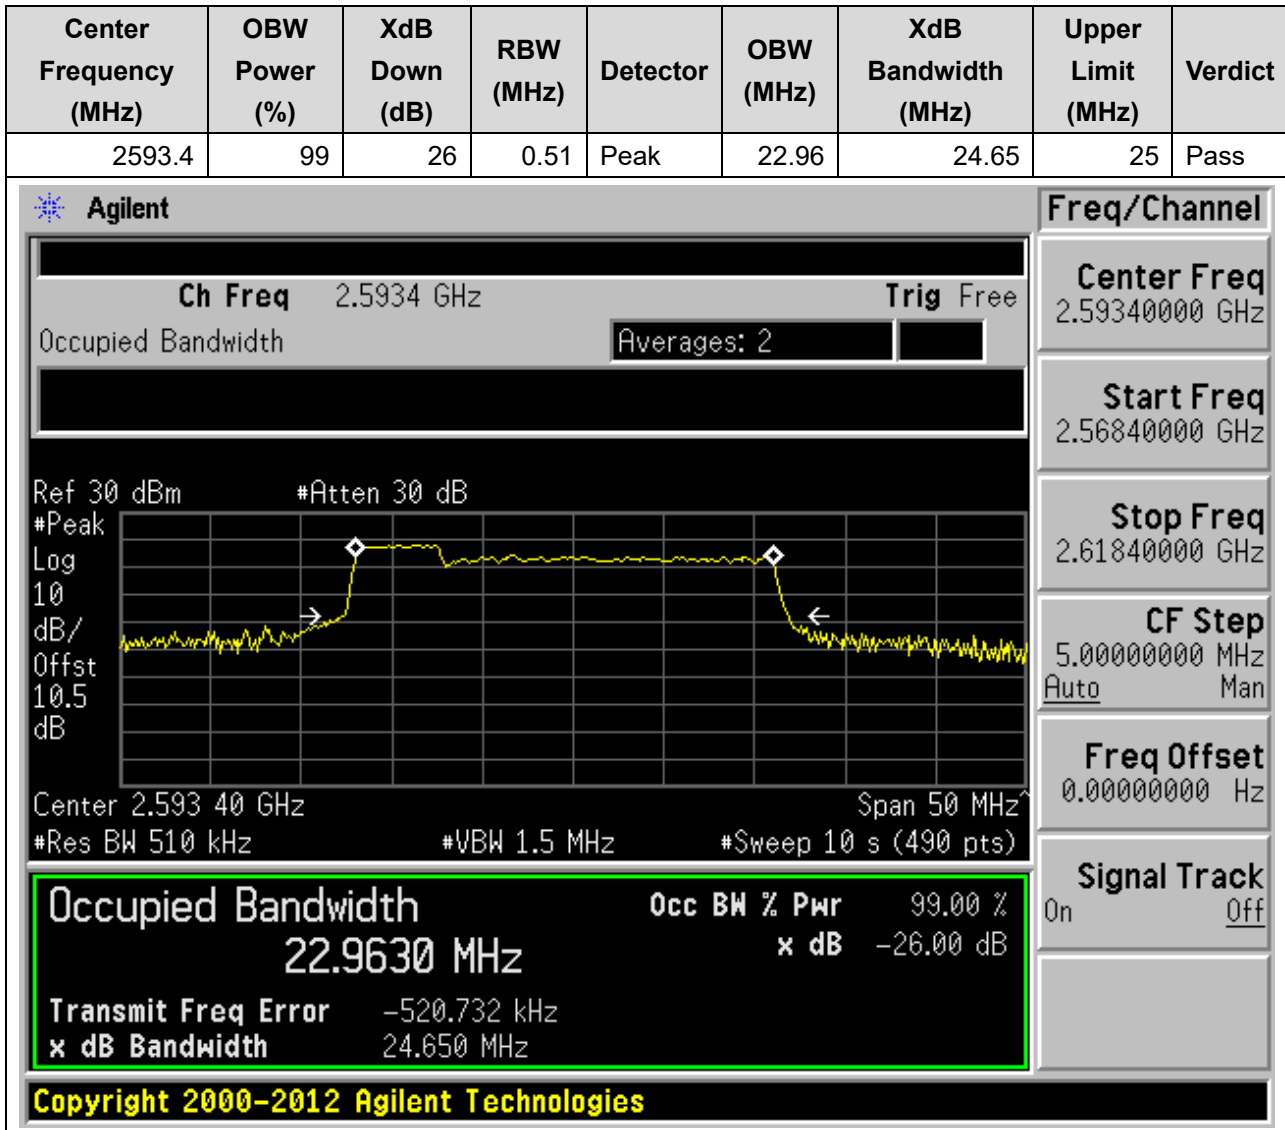 Center Frequency (MHz) OBW Power (%) XdB Down (dB) RBW (MHz) Detector OBW (MHz) XdB Bandwidth (MHz) Upper Limit (MHz) Verdict
2593.4 99 26 0.51 Peak 22.96 24.65 25 Pass
Agilent
Freq/Channel
Ch Freq 2.5934 GHz Trig Free
Occupied Bandwidth Averages: 2
Ref 30 dBm #Atten 30 dB
#Peak
Log
10
dB/
Offst
10.5
dB
Center 2.593 40 GHz Span 50 MHz^
#Res BW 510 kHz #VBW 1.5 MHz #Sweep 10 s (490 pts)
Occupied Bandwidth Occ BW % Pwr 99.00 %
22.9630 MHz x dB -26.00 dB
Transmit Freq Error -520.732 kHz
x dB Bandwidth 24.650 MHz
Center Freq
2.59340000 GHz
Start Freq
2.56840000 GHz
Stop Freq
2.61840000 GHz
CF Step
5.00000000 MHz
Auto Man
Freq Offset
0.00000000 Hz
Signal Track
On Off
Copyright 2000-2012 Agilent Technologies